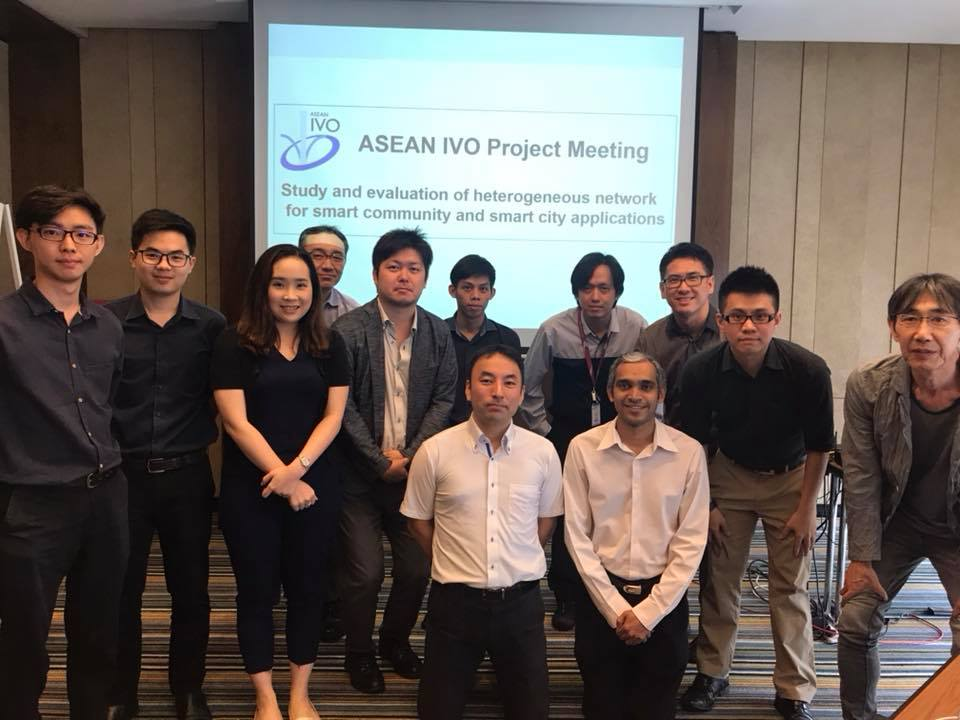 ASEAN
IVO
ASEAN IVO Project Meeting
Study and evaluation of heterogeneous network
for smart community and smart city applications